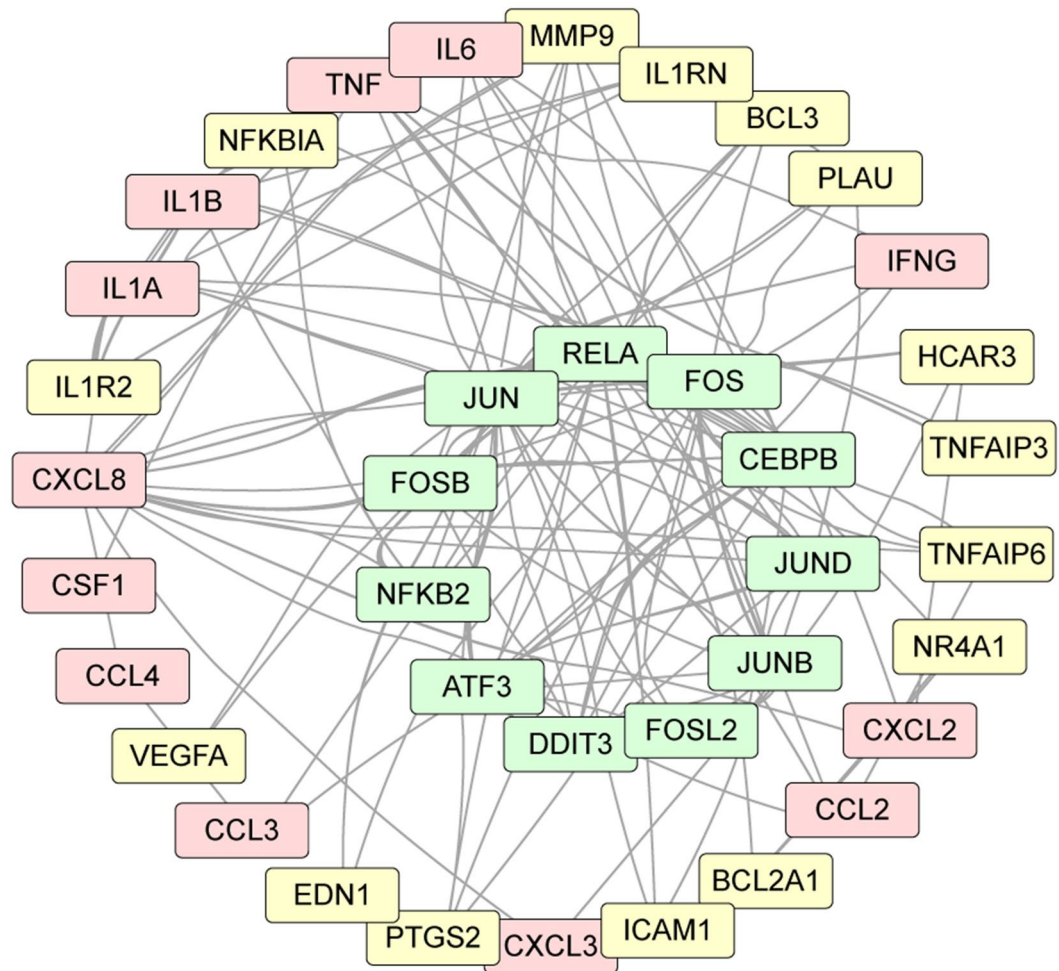 MMP9
IL6
IL1RN
TNF
BCL3
NFKBIA
PLAU
IL1B
IFNG
IL1A
RELA
HCAR3
FOS
IL1R2
JUN
TNFAIP3
CEBPB
CXCL8
FOSB
TNFAIP6
JUND
CSF1
NFKB2
NR4A1
JUNB
CCL4
ATF3
CXCL2
FOSL2
DDIT3
VEGFA
CCL2
CCL3
BCL2A1
EDN1
ICAM1
PTGS2
CXCL3